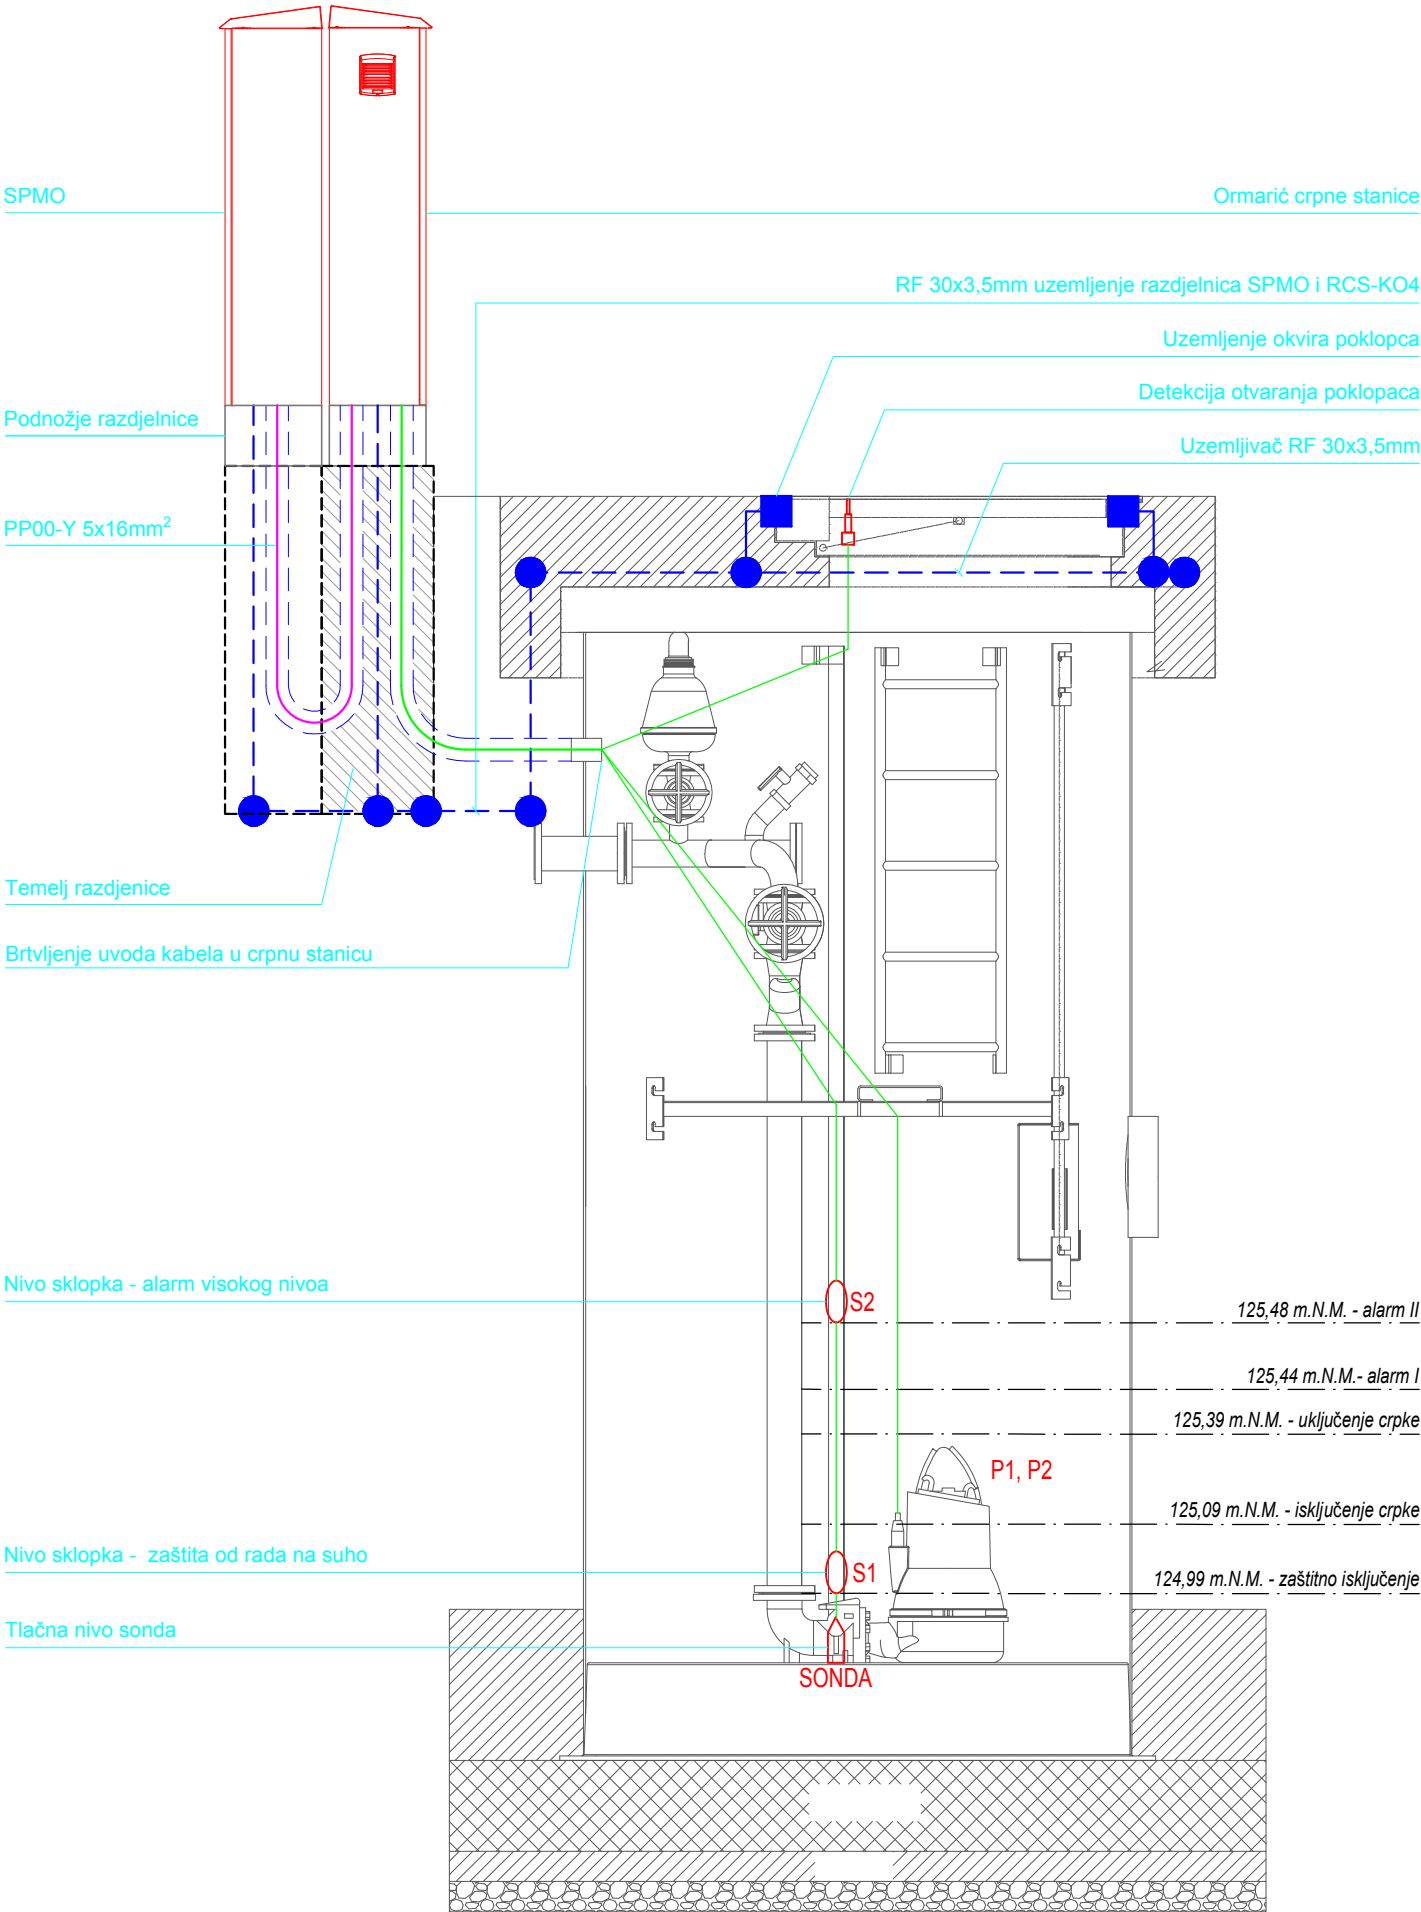 SPMO
Ormarić crpne stanice
RF 30x3,5mm uzemljenje razdjelnica SPMO i RCS-KO4
Uzemljenje okvira poklopca
Detekcija otvaranja poklopaca
Podnožje razdjelnice
Uzemljivač RF 30x3,5mm
PP00-Y 5x16mm²
Temelj razdjenice
Brtvljenje uvoda kabela u crpnu stanicu
Nivo sklopka - alarm visokog nivoa
S2
125,48 m.N.M. - alarm II
125,44 m.N.M.- alarm I
125,39 m.N.M. - uključenje crpke
P1, P2
125,09 m.N.M. - isključenje crpke
Nivo sklopka - zaštita od rada na suho
S1
124,99 m.N.M. - zaštitno isključenje
Tlačna nivo sonda
SONDA